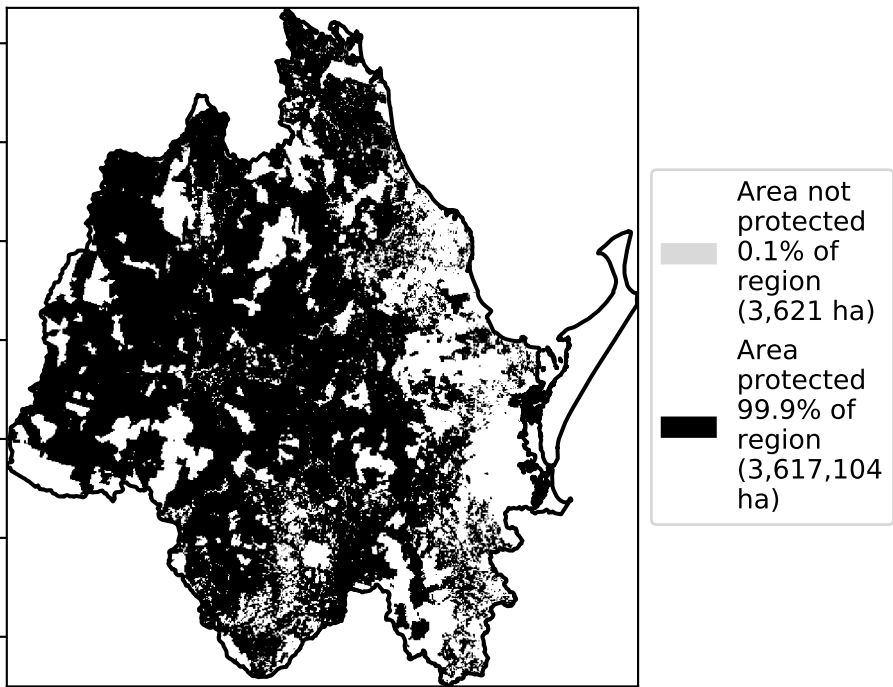 Area not
protected
0.1% of
region
(3,621 ha)
Area
protected
99.9% of
region
(3,617,104
ha)